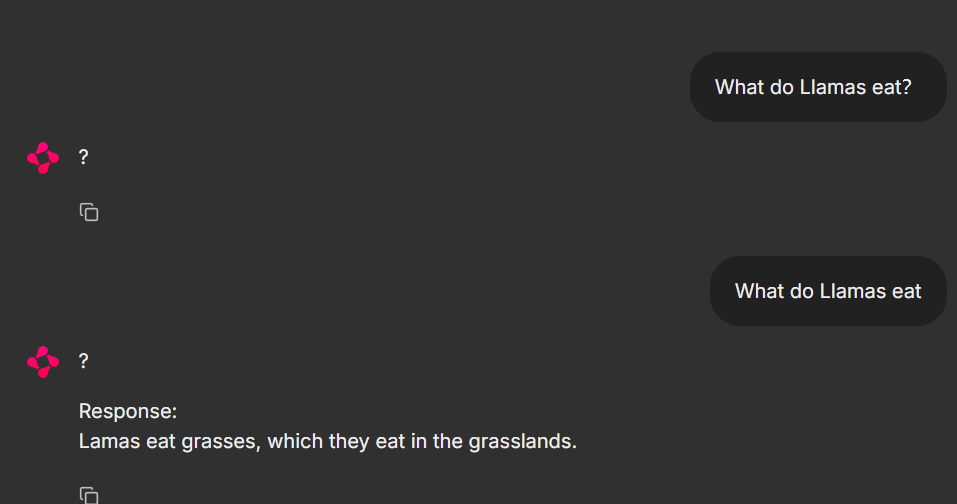 What do Llamas eat?
?
What do Llamas eat
?
Response:
Lamas eat grasses, which they eat in the grasslands.